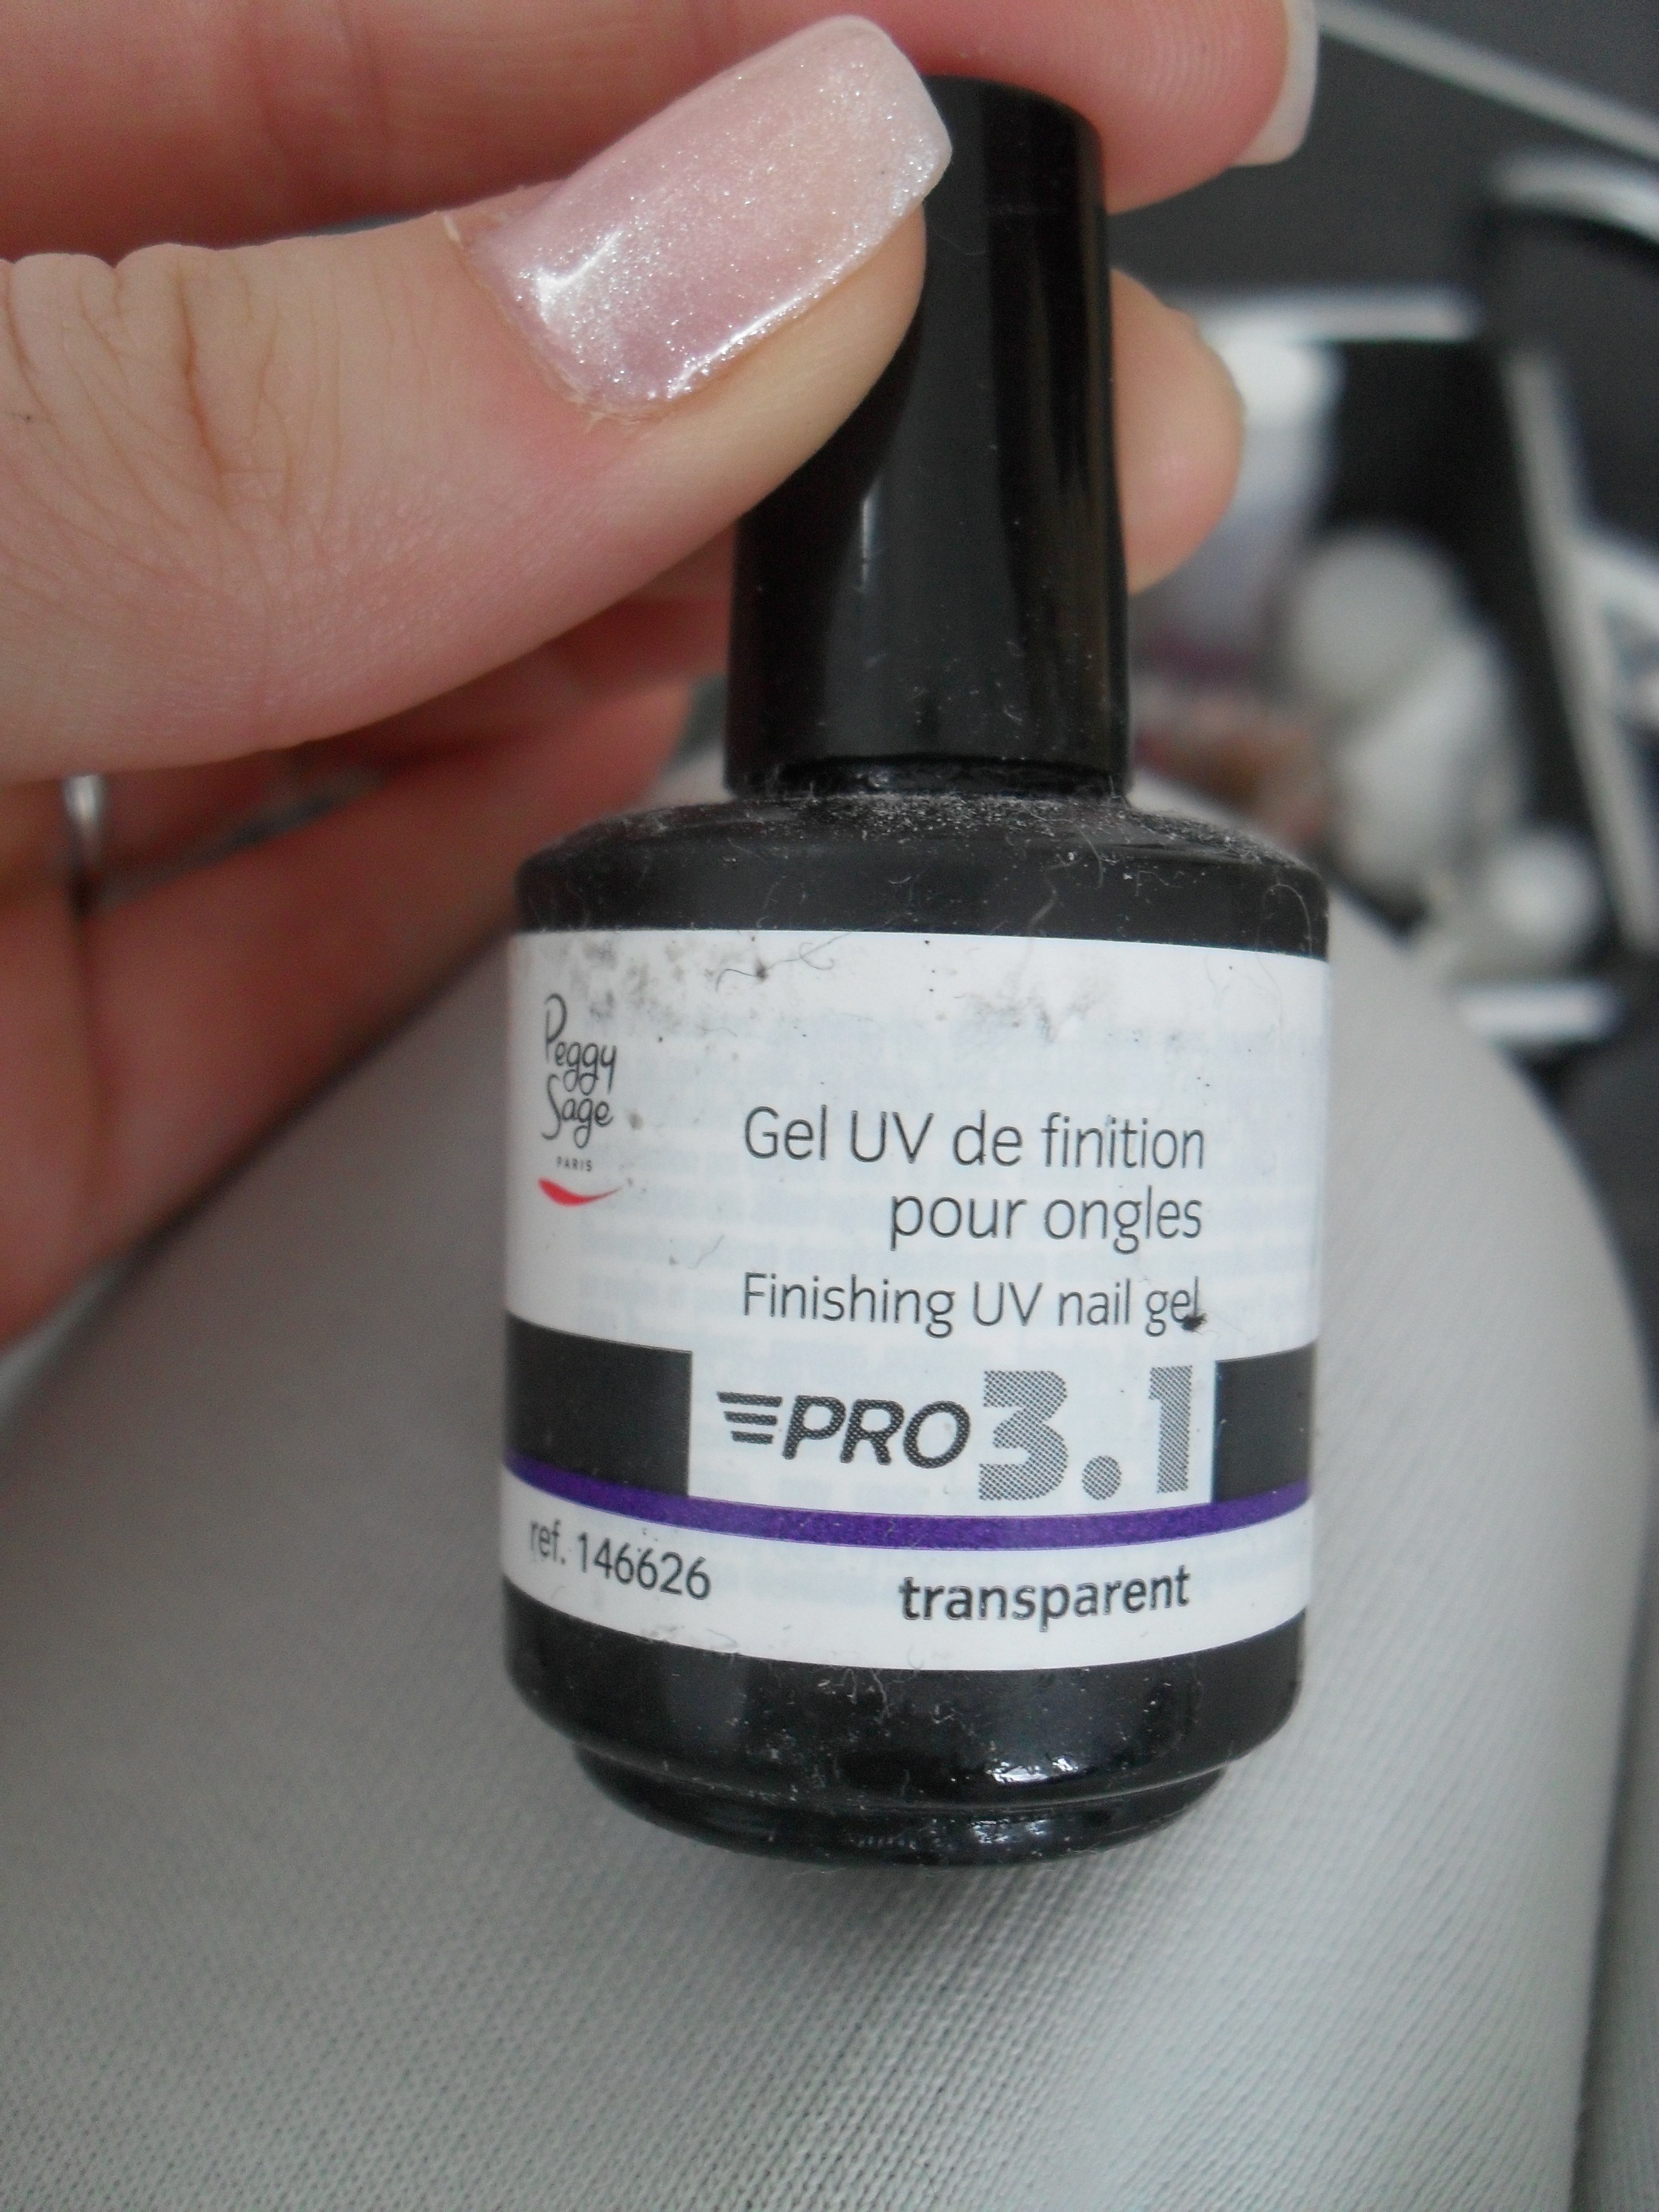 Peggy
Sage
PARIS
Gel UV de finition
pour ongles
Finishing UV nail gel
PRO 3.1
ref. 146626
transparent